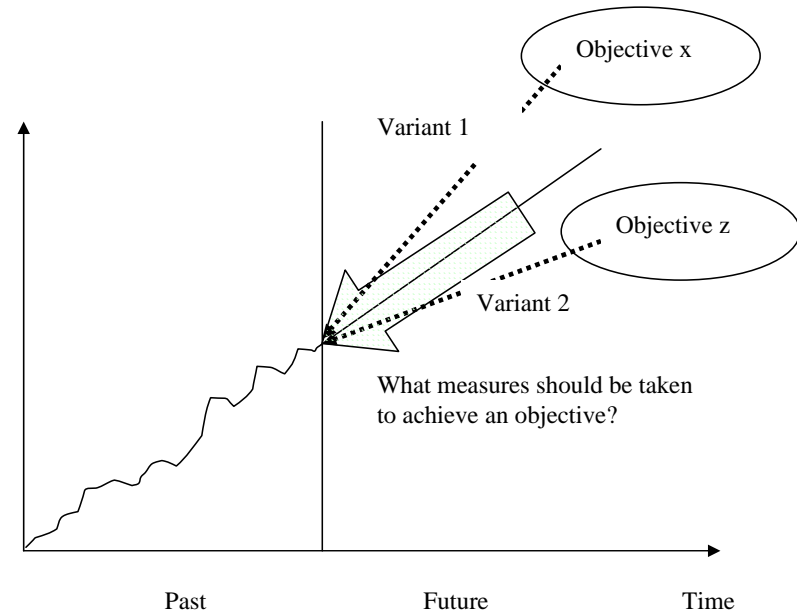 Objective x
Variant 1
Objective z
Variant 2
What measures should be taken
to achieve an objective?
Past
Future
Time